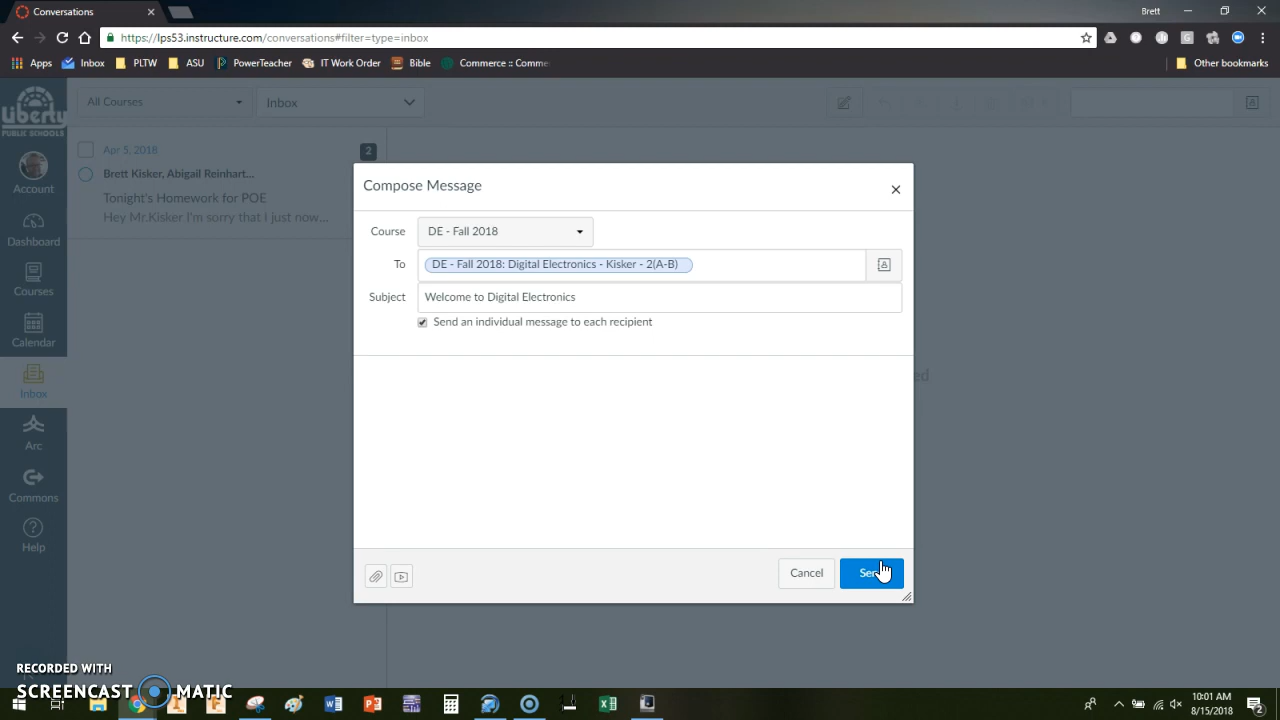 Conversations
Brett
https://lps53.instructure.com/conversations#filter=type=inbox
Apps
Inbox
PLTW
ASU
PowerTeacher
IT Work Order
Bible
Commerce :: Comme
Other bookmarks
Liberty
PUBLIC SCHOOLS
All Courses
Inbox
Apr 5, 2018
2
Brett Kisker, Abigail Reinhart...
Tonight's Homework for POE
Hey Mr.Kisker I'm sorry that i just now...
Account
Dashboard
Courses
Calendar
Inbox
Arc
Commons
Help
Compose Message
Course
DE - Fall 2018
To
DE - Fall 2018: Digital Electronics - Kisker - 2(A-B)
Subject
Welcome to Digital Electronics
Send an individual message to each recipient
Cancel
RECORDED WITH
SCREENCAST MATIC
10:01 AM
8/15/2018
2